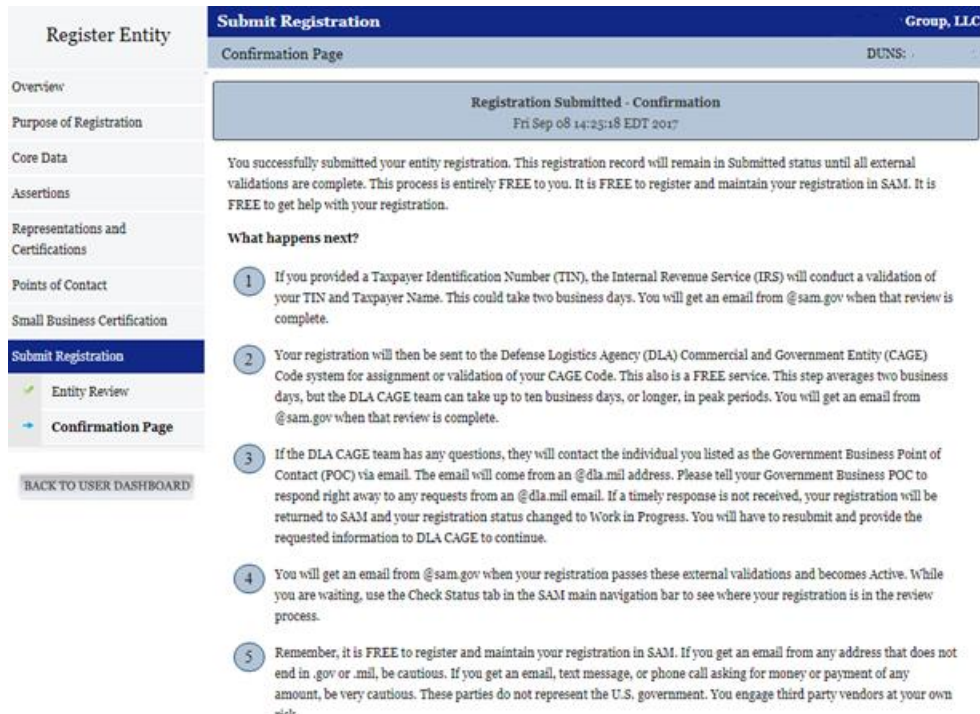 Register Entity
Overview
Purpose of Registration
Core Data
Assertions
Representations and
Certifications
Points of Contact
Small Business Certification
Submit Registration
Entity Review
Confirmation Page
BACK TO USER DASHBOARD
Submit Registration
Group, LLC
Confirmation Page
DUNS:
Registration Submitted - Confirmation
Fri Sep 08 14:25:18 EDT 2017
You successfully submitted your entity registration. This registration record will remain in Submitted status until all external
validations are complete. This process is entirely FREE to you. It is FREE to register and maintain your registration in SAM. It is
FREE to get help with your registration.
What happens next?
1 If you provided a Taxpayer Identification Number (TIN), the Internal Revenue Service (IRS) will conduct a validation of
your TIN and Taxpayer Name. This could take two business days. You will get an email from @sam.gov when that review is
complete.
2 Your registration will then be sent to the Defense Logistics Agency (DLA) Commercial and Government Entity (CAGE)
Code system for assignment or validation of your CAGE Code. This also is a FREE service. This step averages two business
days, but the DLA CAGE team can take up to ten business days, or longer, in peak periods. You will get an email from
@sam.gov when that review is complete.
3 If the DLA CAGE team has any questions, they will contact the individual you listed as the Government Business Point of
Contact (POC) via email. The email will come from an @dla.mil address. Please tell your Government Business POC to
respond right away to any requests from an @dla.mil email. If a timely response is not received, your registration will be
returned to SAM and your registration status changed to Work in Progress. You will have to resubmit and provide the
requested information to DLA CAGE to continue.
4 You will get an email from @sam.gov when your registration passes these external validations and becomes Active. While
you are waiting, use the Check Status tab in the SAM main navigation bar to see where your registration is in the review
process.
5 Remember, it is FREE to register and maintain your registration in SAM. If you get an email from any address that does not
end in .gov or .mil, be cautious. If you get an email, text message, or phone call asking for money or payment of any
amount, be very cautious. These parties do not represent the U.S. government. You engage third party vendors at your own